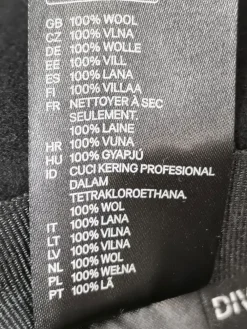 GB 100% WOOL
CZ 100% VLNA
DE 100% WOLLE
EE 100% VILL
ES 100% LANA
FI 100% VILLAA
FR NETTOYER À SEC
SEULEMENT.
100% LAINE
HR 100% VUNA
HU 100% GYAPJÚ
ID CUCI KERING PROFESIONAL
DALAM
TETRAKLOROETHANA.
100% WOL
IT 100% LANA
LT 100% VILNA
LV 100% VILNA
NL 100% WOL
PL 100% WEŁNA
PT 100% LÃ